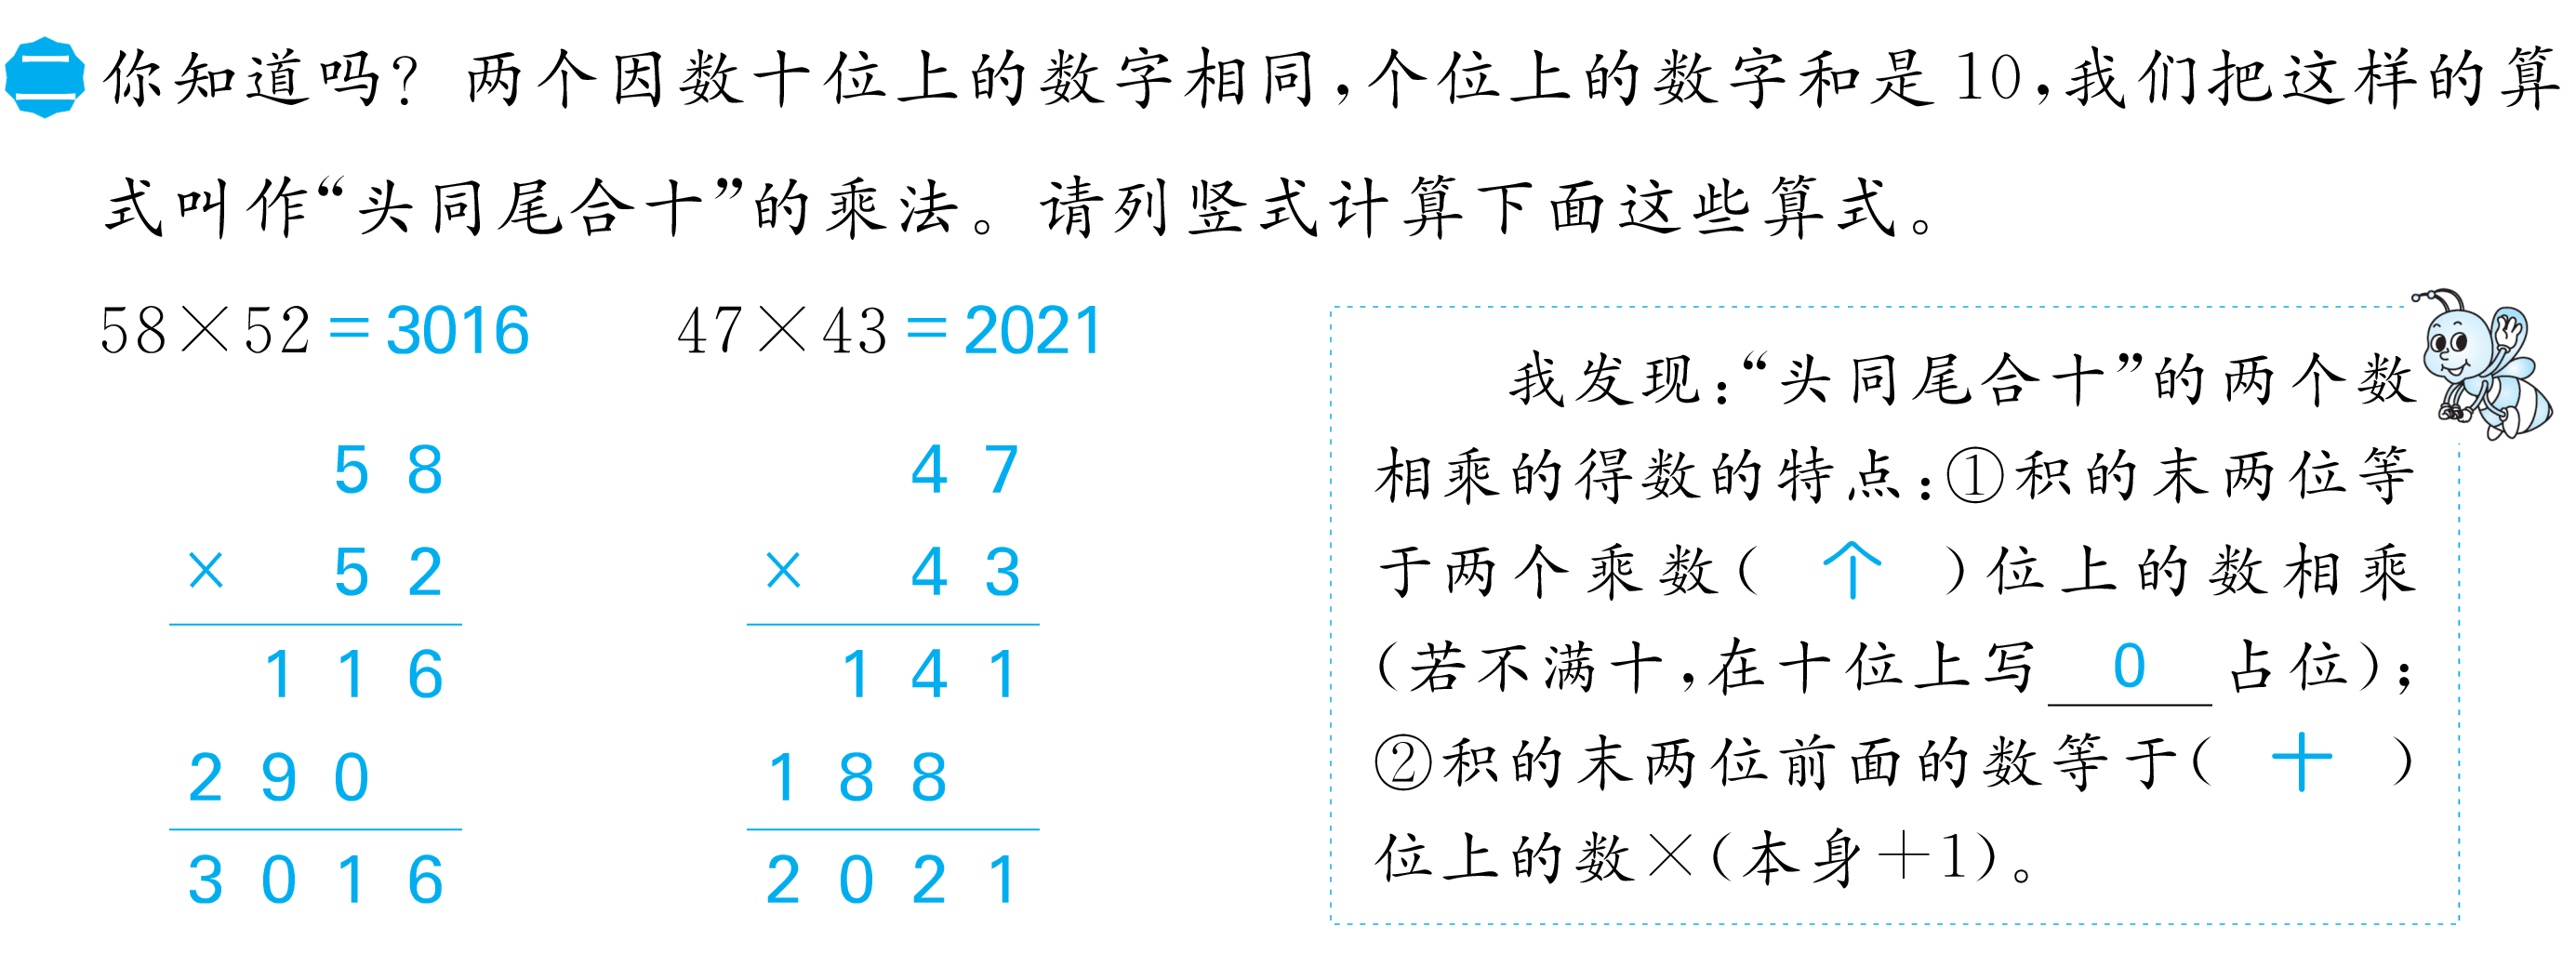 二 你知道吗？两个因数十位上的数字相同，个位上的数字和是10，我们把这样的算
式叫作“头同尾合十”的乘法。请列竖式计算下面这些算式。
58×52=3016
5 8
× 5 2
1 1 6
2 9 0
3 0 1 6
47×43=2021
4 7
× 4 3
1 4 1
1 8 8
2 0 2 1
我发现：“头同尾合十”的两个数
相乘的得数的特点：①积的末两位等
于两个乘数（ 个 ）位上的数相乘
（若不满十，在十位上写 0 占位）；
②积的末两位前面的数等于（ 十 ）
位上的数×（本身＋1）。